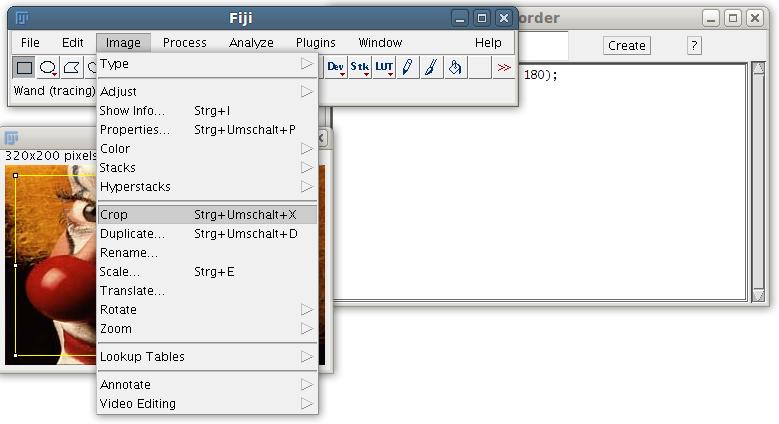 Fiji
order
File Edit Image Process Analyze Plugins Window Help
Create ?
Dev Stk LUT >>
180);
Wand (tracing)
320x200 pixels
Type
Adjust
Show Info... Strg+I
Properties... Strg+Umschalt+P
Color
Stacks
Hyperstacks
Crop Strg+Umschalt+X
Duplicate... Strg+Umschalt+D
Rename...
Scale... Strg+E
Translate...
Rotate
Zoom
Lookup Tables
Annotate
Video Editing